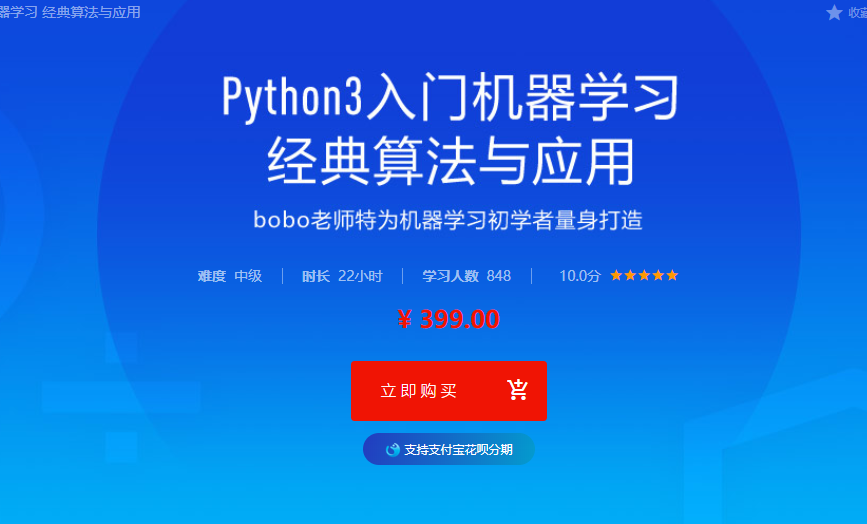 器学习 经典算法与应用
收藏
Python3入门机器学习
经典算法与应用
bobo老师特为机器学习初学者量身打造
难度 中级 时长 22小时 学习人数 848 10.0分
¥ 399.00
立即购买
支持支付宝花呗分期